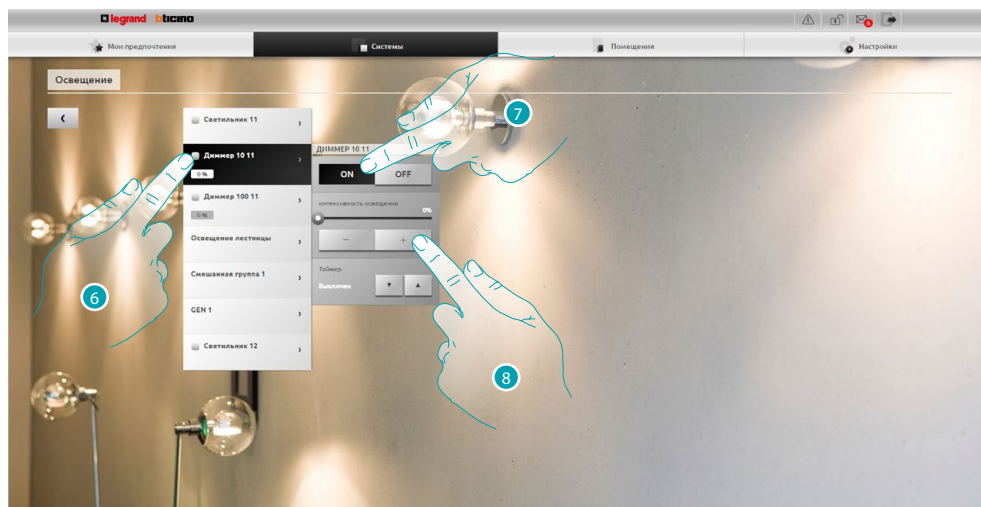 legrand bticino
6
Мои предпочтения Системы Помещения Настройки
Освещение
Светильник 11
Диммер 10 11
0 %
Диммер 100 11
0 %
Освещение лестницы
Смешанная группа 1
GEN 1
Светильник 12
ДИММЕР 10 11
ON OFF
интенсивность освещения
0%
− +
Таймер
Выключен
6
7
8